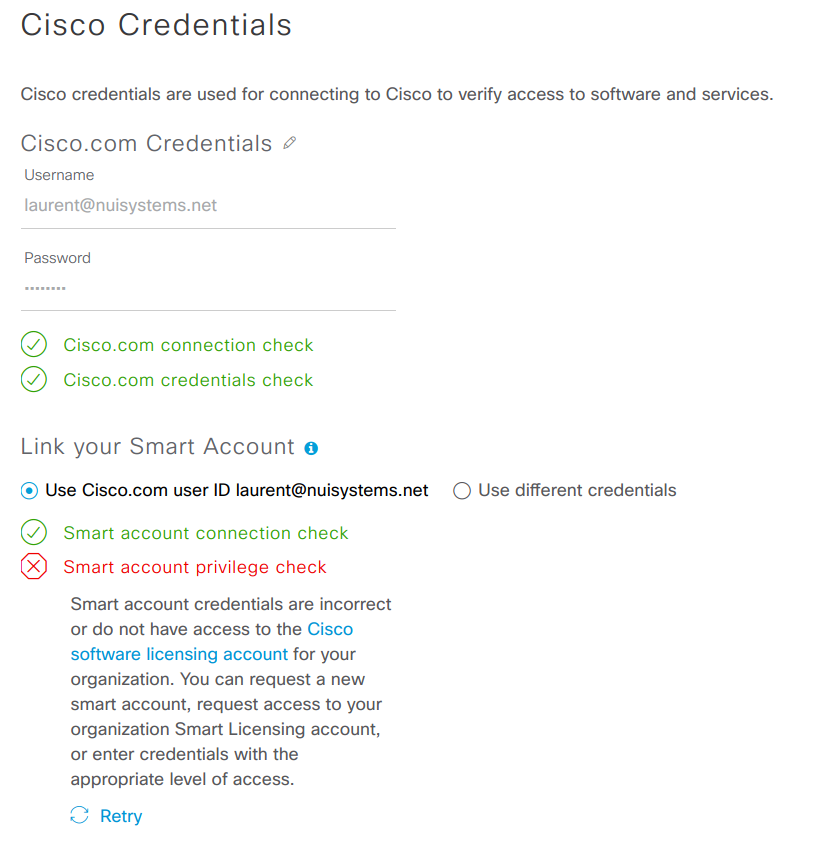 Cisco Credentials
Cisco credentials are used for connecting to Cisco to verify access to software and services.
Cisco.com Credentials
Username
laurent@nuisystems.net
Password
••••••••
Cisco.com connection check
Cisco.com credentials check
Link your Smart Account
Use Cisco.com user ID laurent@nuisystems.net Use different credentials
Smart account connection check
Smart account privilege check
Smart account credentials are incorrect
or do not have access to the Cisco
software licensing account for your
organization. You can request a new
smart account, request access to your
organization Smart Licensing account,
or enter credentials with the
appropriate level of access.
Retry